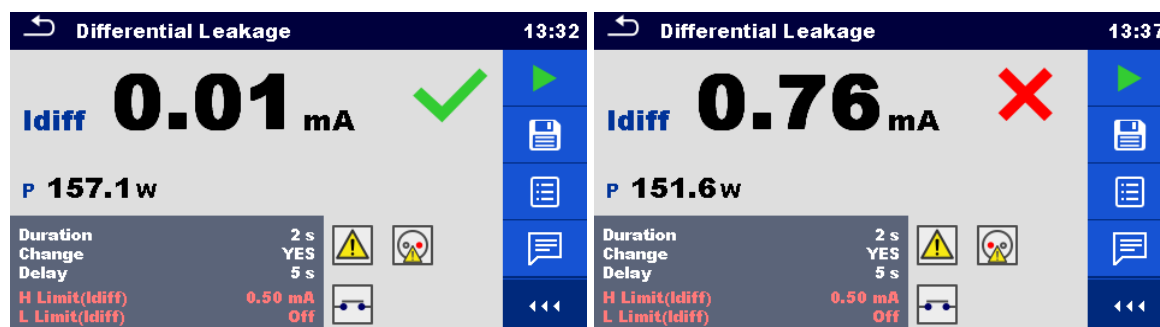 Differential Leakage 13:32
Idiff 0.01 mA
P 157.1 W
Duration 2 s
Change YES
Delay 5 s
H Limit(Idiff) 0.50 mA
L Limit(Idiff) Off
Differential Leakage 13:37
Idiff 0.76 mA
P 151.6 W
Duration 2 s
Change YES
Delay 5 s
H Limit(Idiff) 0.50 mA
L Limit(Idiff) Off